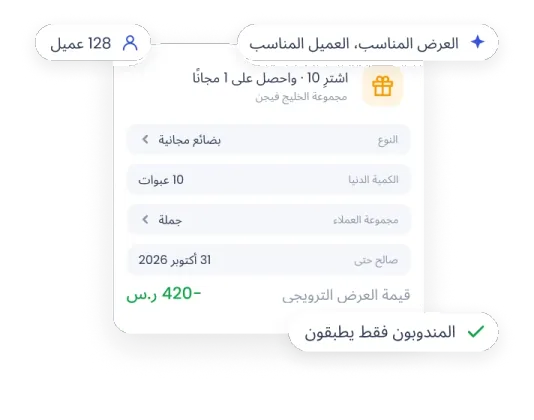 العرض المناسب، العميل المناسب
128 عميل
اشترِ 10 · واحصل على 1 مجانًا
مجموعة الخليج فيجن
النوع
بضائع مجانية
الكمية الدنيا
10 عبوات
مجموعة العملاء
جملة
صالح حتى
31 أكتوبر 2026
قيمة العرض الترويجي
−420 ر.س
المندوبون فقط يطبقون